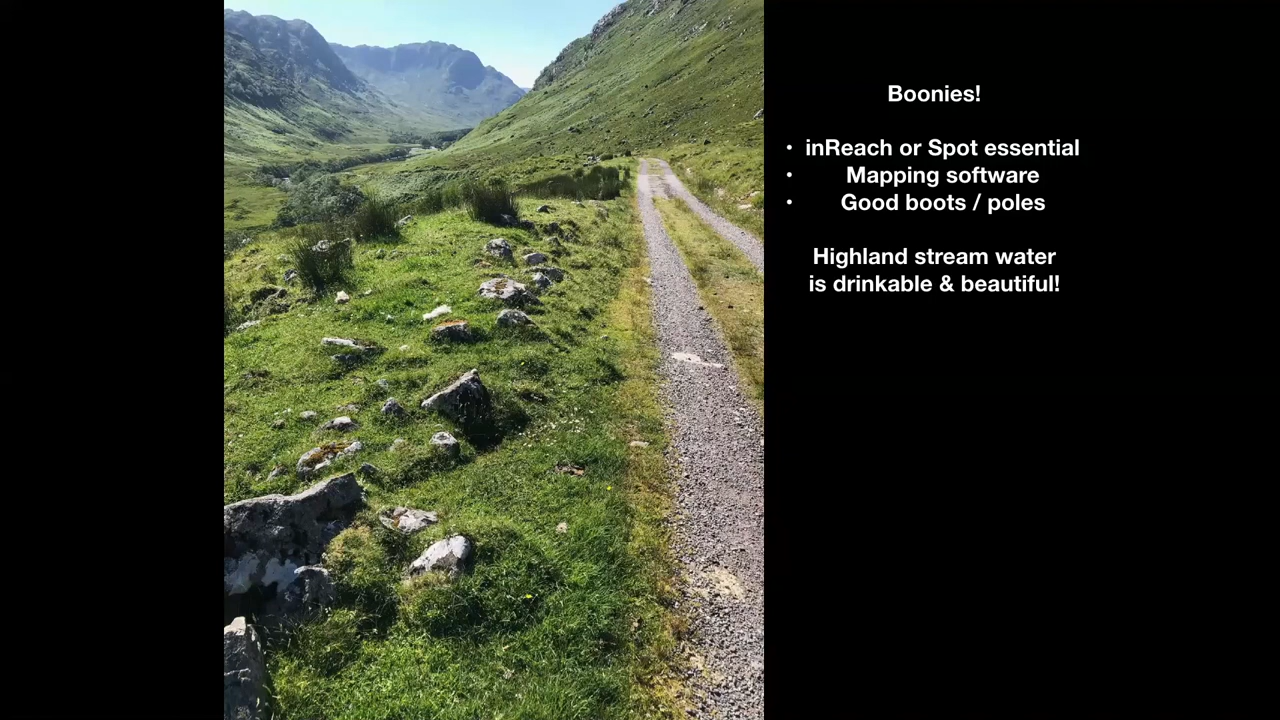 Boonies!
• inReach or Spot essential
• Mapping software
• Good boots / poles
Highland stream water
is drinkable & beautiful!